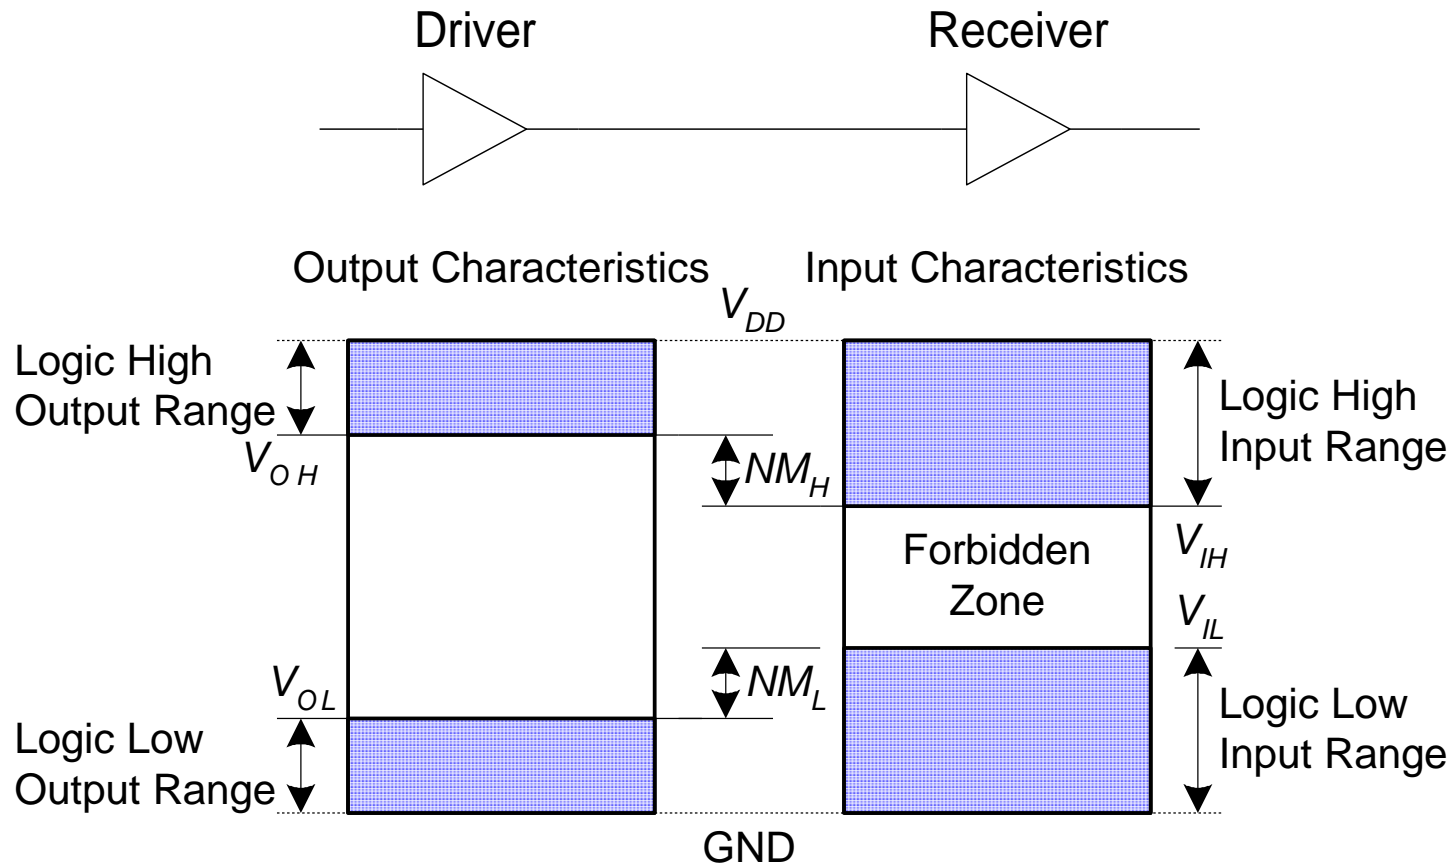 Driver
Receiver
Output Characteristics
Input Characteristics
VDD
Logic High
Output Range
Logic High
Input Range
VOH
NMH
Forbidden
Zone
VIH
VIL
VOL
NML
Logic Low
Output Range
Logic Low
Input Range
GND